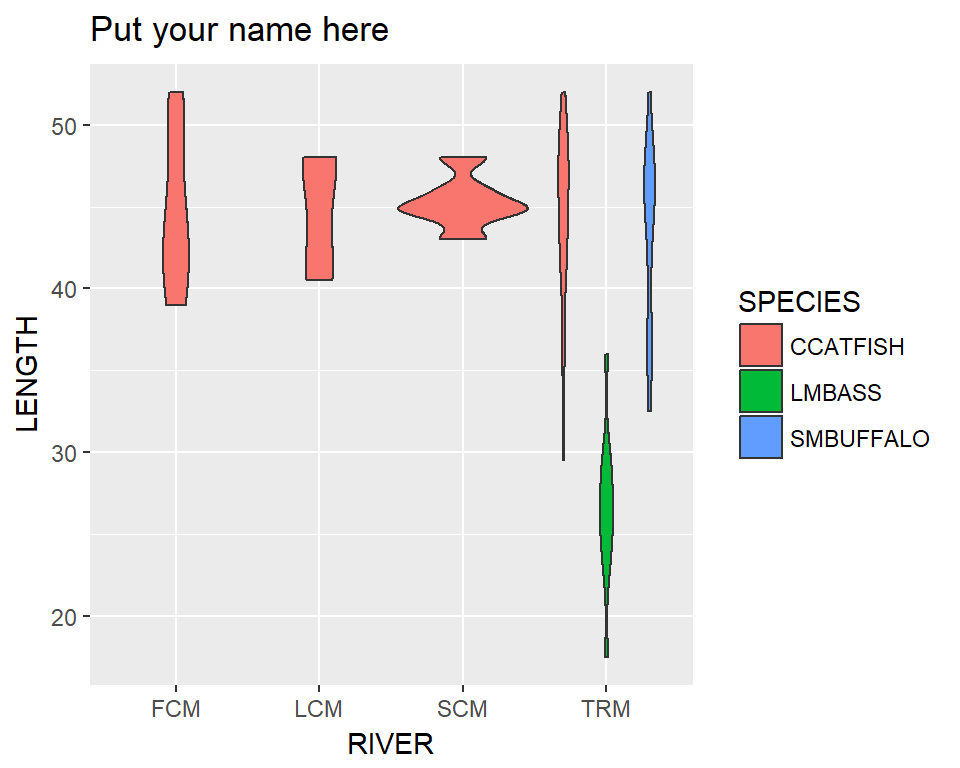 Put your name here
50
40
30
20
LENGTH
FCM LCM SCM TRM
RIVER
SPECIES
CCATFISH
LMBASS
SMBUFFALO